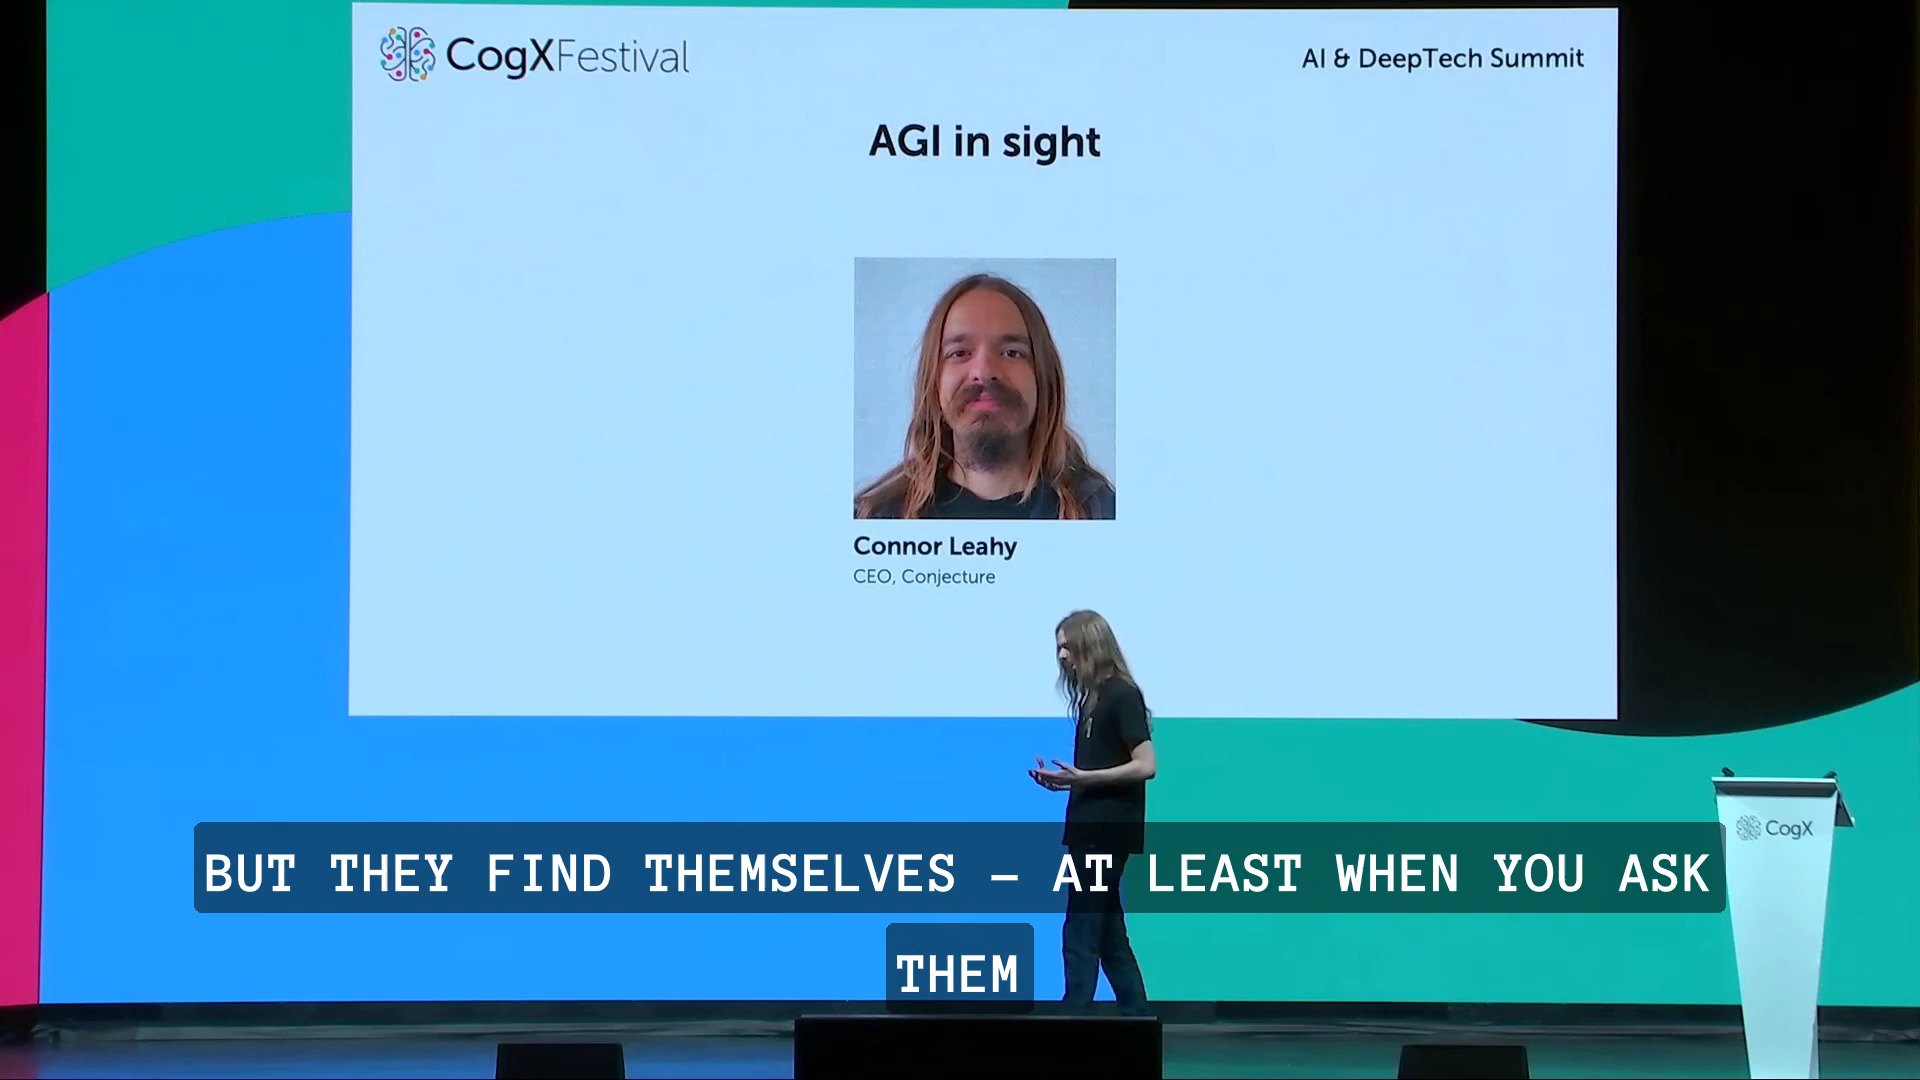 CogXFestival
AI & DeepTech Summit
AGI in sight
Connor Leahy
CEO, Conjecture
CogX
BUT THEY FIND THEMSELVES – AT LEAST WHEN YOU ASK
THEM